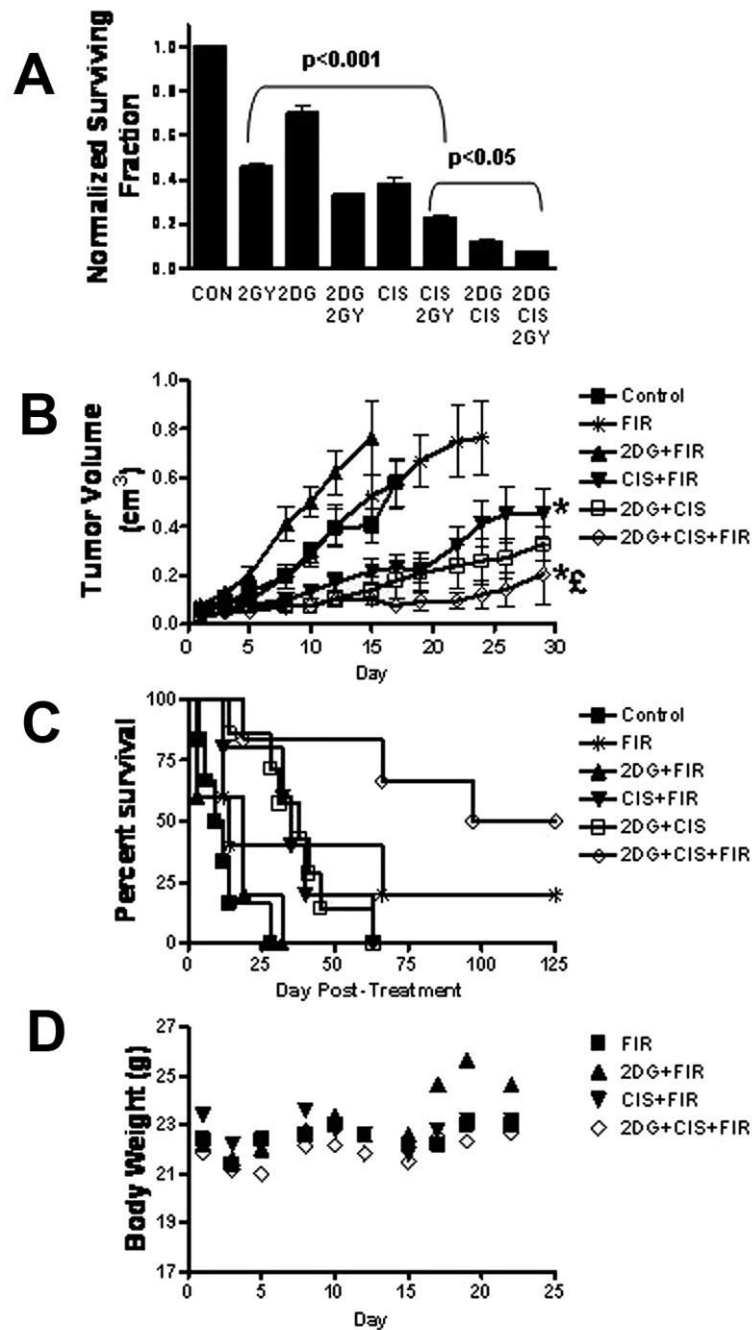 A
Normalized Surviving
Fraction
1.0
0.8
0.6
0.4
0.2
0.0
p<0.001
p<0.05
CON 2GY 2DG 2DG CIS CIS 2DG 2DG
2GY 2GY CIS CIS
2GY
B
Tumor Volume
(cm3)
1.0
0.8
0.6
0.4
0.2
0.0
0 5 10 15 20 25 30
Day
*
*£
Control
FIR
2DG+FIR
CIS+FIR
2DG+CIS
2DG+CIS+FIR
C
Percent survival
100
75
50
25
0
0 25 50 75 100 125
Day Post-Treatment
Control
FIR
2DG+FIR
CIS+FIR
2DG+CIS
2DG+CIS+FIR
D
Body Weight (g)
27
25
23
21
19
17
0 5 10 15 20 25
Day
FIR
2DG+FIR
CIS+FIR
2DG+CIS+FIR